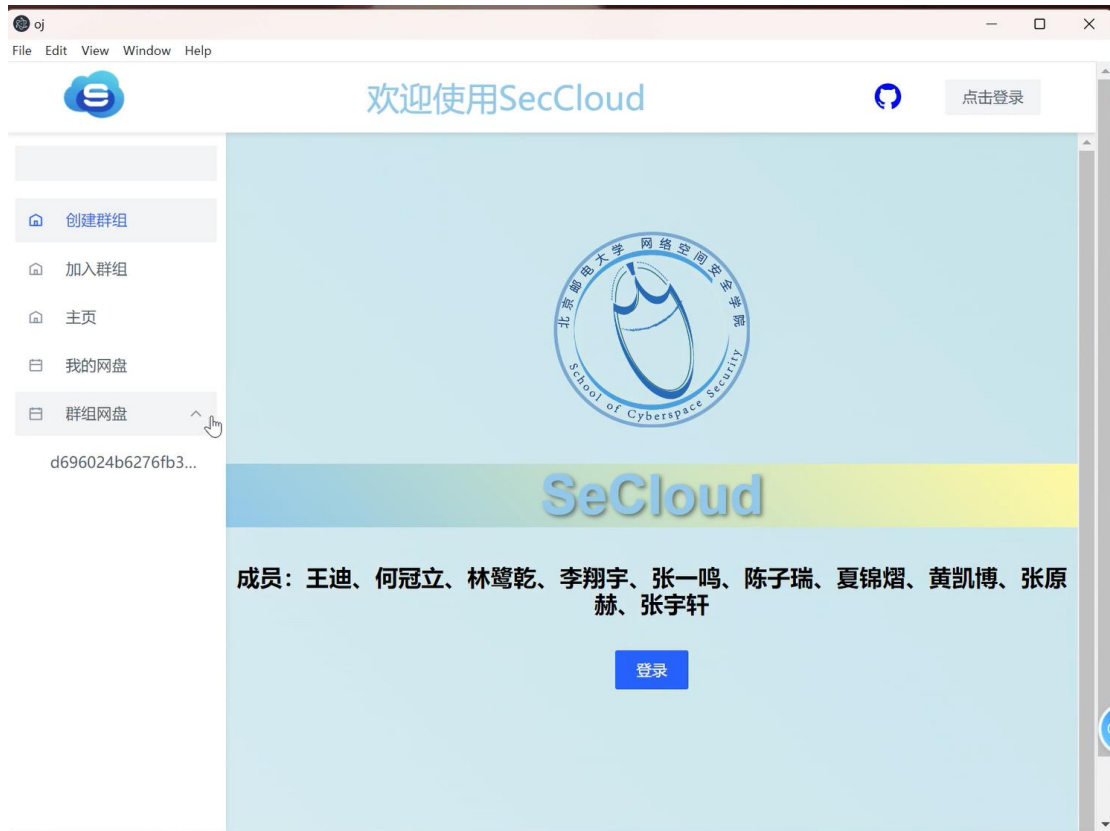 oj
File Edit View Window Help
欢迎使用SecCloud
点击登录
创建群组
加入群组
主页
我的网盘
群组网盘
d696024b6276fb3...
北京邮电大学 网络空间安全学院
School of Cyberspace Security
SeCloud
成员：王迪、何冠立、林鹭乾、李翔宇、张一鸣、陈子瑞、夏锦熠、黄凯博、张原
赫、张宇轩
登录